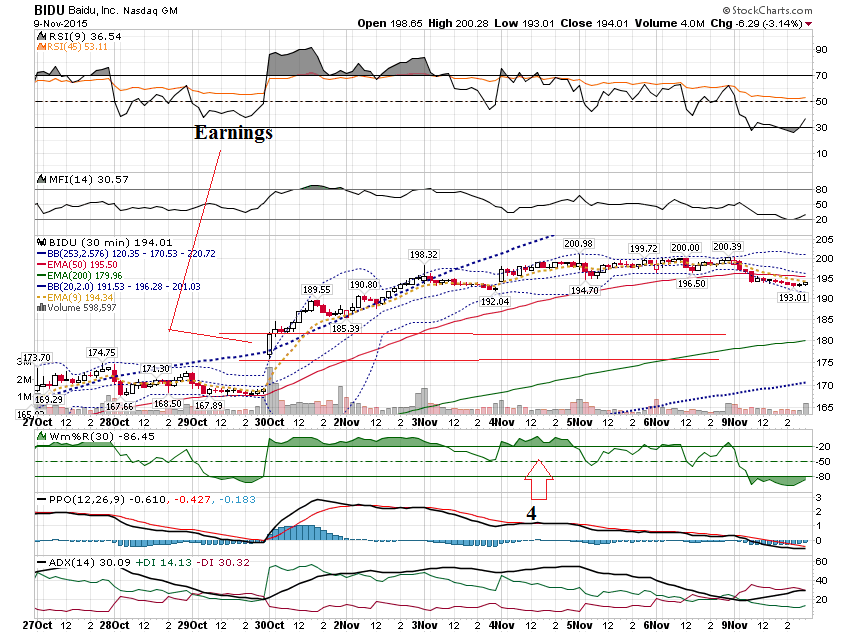 BIDU Baidu, Inc. Nasdaq GM
© StockCharts.com
9-Nov-2015
Open 198.65 High 200.28 Low 193.01 Close 194.01 Volume 4.0M Chg -6.29 (-3.14%)
RSI(9) 36.54
RSI(45) 53.11
90
70
50
30
10
Earnings
MFI(14) 30.57
80
50
20
BIDU (30 min) 194.01
BB(253,2.576) 120.35 - 170.53 - 220.72
EMA(50) 195.50
EMA(200) 179.96
BB(20,2.0) 191.53 - 196.28 - 201.03
EMA(9) 194.34
Volume 598,597
205
200
195
190
185
180
175
170
165
2M
1M
173.70
169.29
174.75
167.66
171.30
168.50
167.89
189.55
185.39
190.80
198.32
192.04
200.98
194.70
199.72
200.00
196.50
200.39
193.01
27Oct 12 2 28Oct 12 2 29Oct 12 2 30Oct 12 2 2Nov 12 2 3Nov 12 2 4Nov 12 2 5Nov 12 2 6Nov 12 2 9Nov 12 2
Wm%R(30) -86.45
-20
-50
-80
4
PPO(12,26,9) -0.610, -0.427, -0.183
3
2
1
0
ADX(14) 30.09 +DI 14.13 -DI 30.32
60
40
20
27Oct 12 2 28Oct 12 2 29Oct 12 2 30Oct 12 2 2Nov 12 2 3Nov 12 2 4Nov 12 2 5Nov 12 2 6Nov 12 2 9Nov 12 2